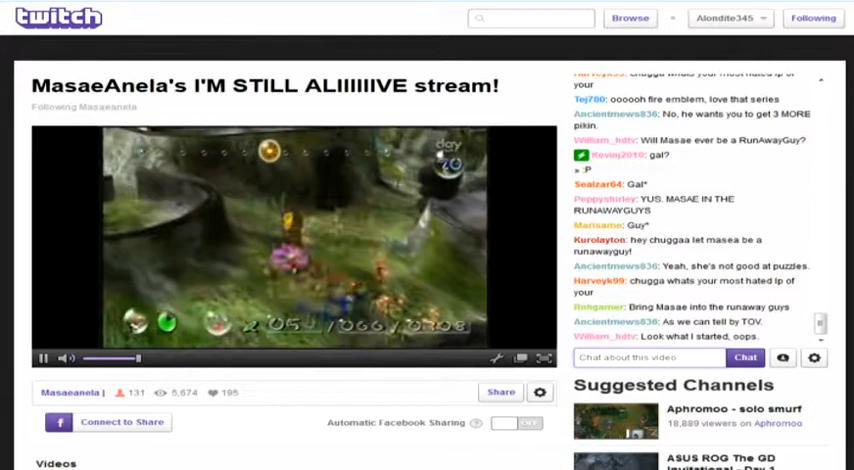 twitch
Browse
Alondite345
Following
MasaeAnela's I'M STILL ALIIIIIIVE stream!
Following Masaeanela
day
20
2 054 /066 /0308
chugga whats your most hated lp of
your
Tej780: oooooh fire emblem, love that series
Ancientmews836: No, he wants you to get 3 MORE
pikin.
William_hdtv: Will Masae ever be a RunAwayGuy?
Kevinj2010: gal?
» :P
Sealzar64: Gal*
Peppyshirley: YUS. MASAE IN THE
RUNAWAYGUYS
Marisame: Guy*
Kurolayton: hey chuggaa let masea be a
runawayguy!
Ancientmews836: Yeah, she's not good at puzzles.
Harveyk99: chugga whats your most hated lp of
your
Rnhgamer: Bring Masae into the runaway guys
Ancientmews836: As we can tell by TOV.
William_hdtv: Look what I started, oops.
Chat about this video
Chat
Masaeanela |
131
5,674
195
Share
Connect to Share
Automatic Facebook Sharing
OFF
Suggested Channels
Aphromoo - solo smurf
18,889 viewers on Aphromoo
ASUS ROG The GD
Invitational - Day 1
Videos